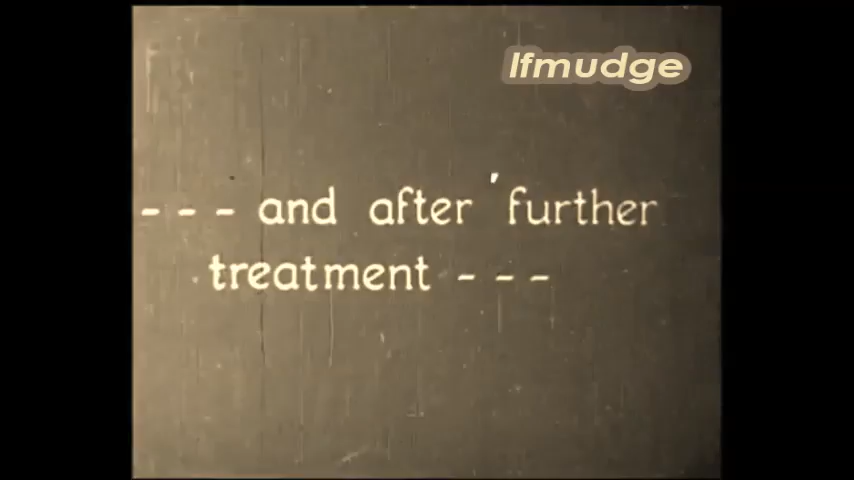 lfmudge
- - - and after further
treatment - - -